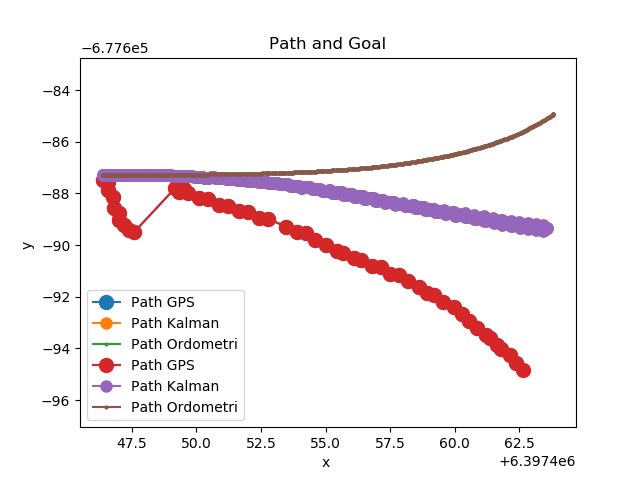 Path and Goal
−6.776e5
−84
−86
−88
−90
−92
−94
−96
y
Path GPS
Path Kalman
Path Ordometri
Path GPS
Path Kalman
Path Ordometri
47.5 50.0 52.5 55.0 57.5 60.0 62.5
x
+6.3974e6